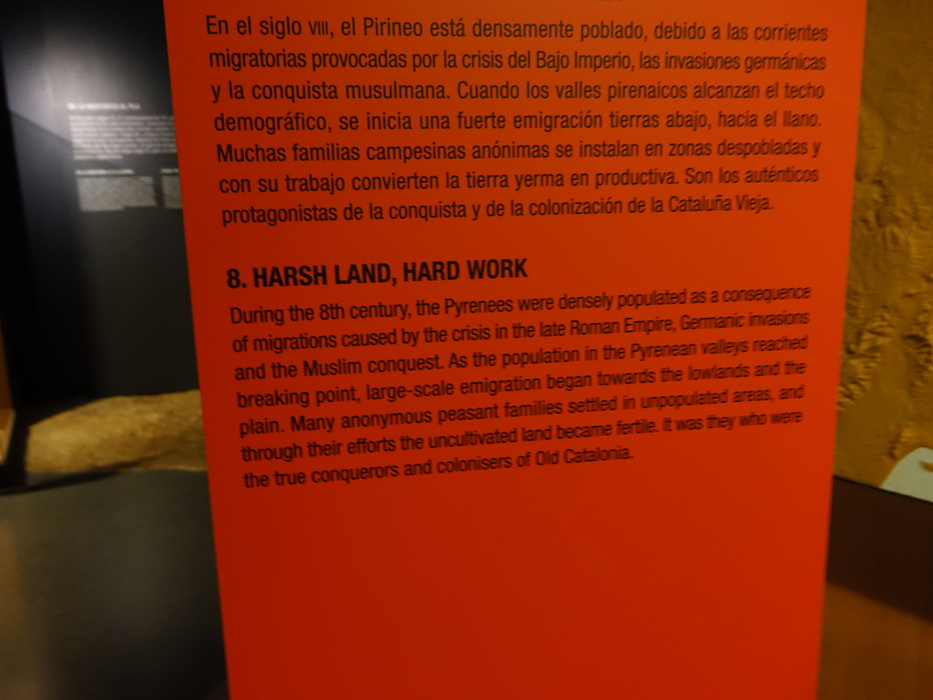 En el siglo VIII, el Pirineo está densamente poblado, debido a las corrientes
migratorias provocadas por la crisis del Bajo Imperio, las invasiones germánicas
y la conquista musulmana. Cuando los valles pirenaicos alcanzan el techo
demográfico, se inicia una fuerte emigración tierras abajo, hacia el llano.
Muchas familias campesinas anónimas se instalan en zonas despobladas y
con su trabajo convierten la tierra yerma en productiva. Son los auténticos
protagonistas de la conquista y de la colonización de la Cataluña Vieja.
8. HARSH LAND, HARD WORK
During the 8th century, the Pyrenees were densely populated as a consequence
of migrations caused by the crisis in the late Roman Empire, Germanic invasions
and the Muslim conquest. As the population in the Pyrenean valleys reached
breaking point, large-scale emigration began towards the lowlands and the
plain. Many anonymous peasant families settled in unpopulated areas, and
through their efforts the uncultivated land became fertile. It was they who were
the true conquerors and colonisers of Old Catalonia.